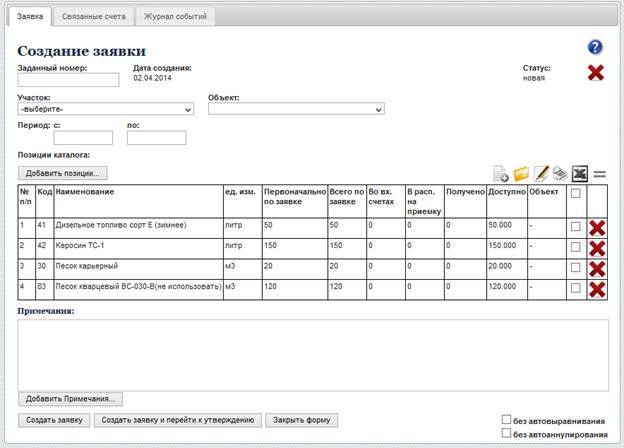 Заявка Связанные счета Журнал событий
Создание заявки
Заданный номер: Дата создания: Статус:
02.04.2014 новая
Участок: Объект:
-выберите-
Период: с: по:
Позиции каталога:
Добавить позиции...
№ п/п Код Наименование ед. изм. Первоначально по заявке Всего по заявке Во вх. счетах В расп. на приемку Получено Доступно Объект
1 41 Дизельное топливо сорт Е (зимнее) литр 50 50 0 0 0 50.000 -
2 42 Керосин ТС-1 литр 150 150 0 0 0 150.000 -
3 30 Песок карьерный м3 20 20 0 0 0 20.000 -
4 83 Песок кварцевый ВС-030-В(не использовать) м3 120 120 0 0 0 120.000 -
Примечания:
Добавить Примечания...
Создать заявку Создать заявку и перейти к утверждению Закрыть форму
без автовыравнивания
без автоаннулирования